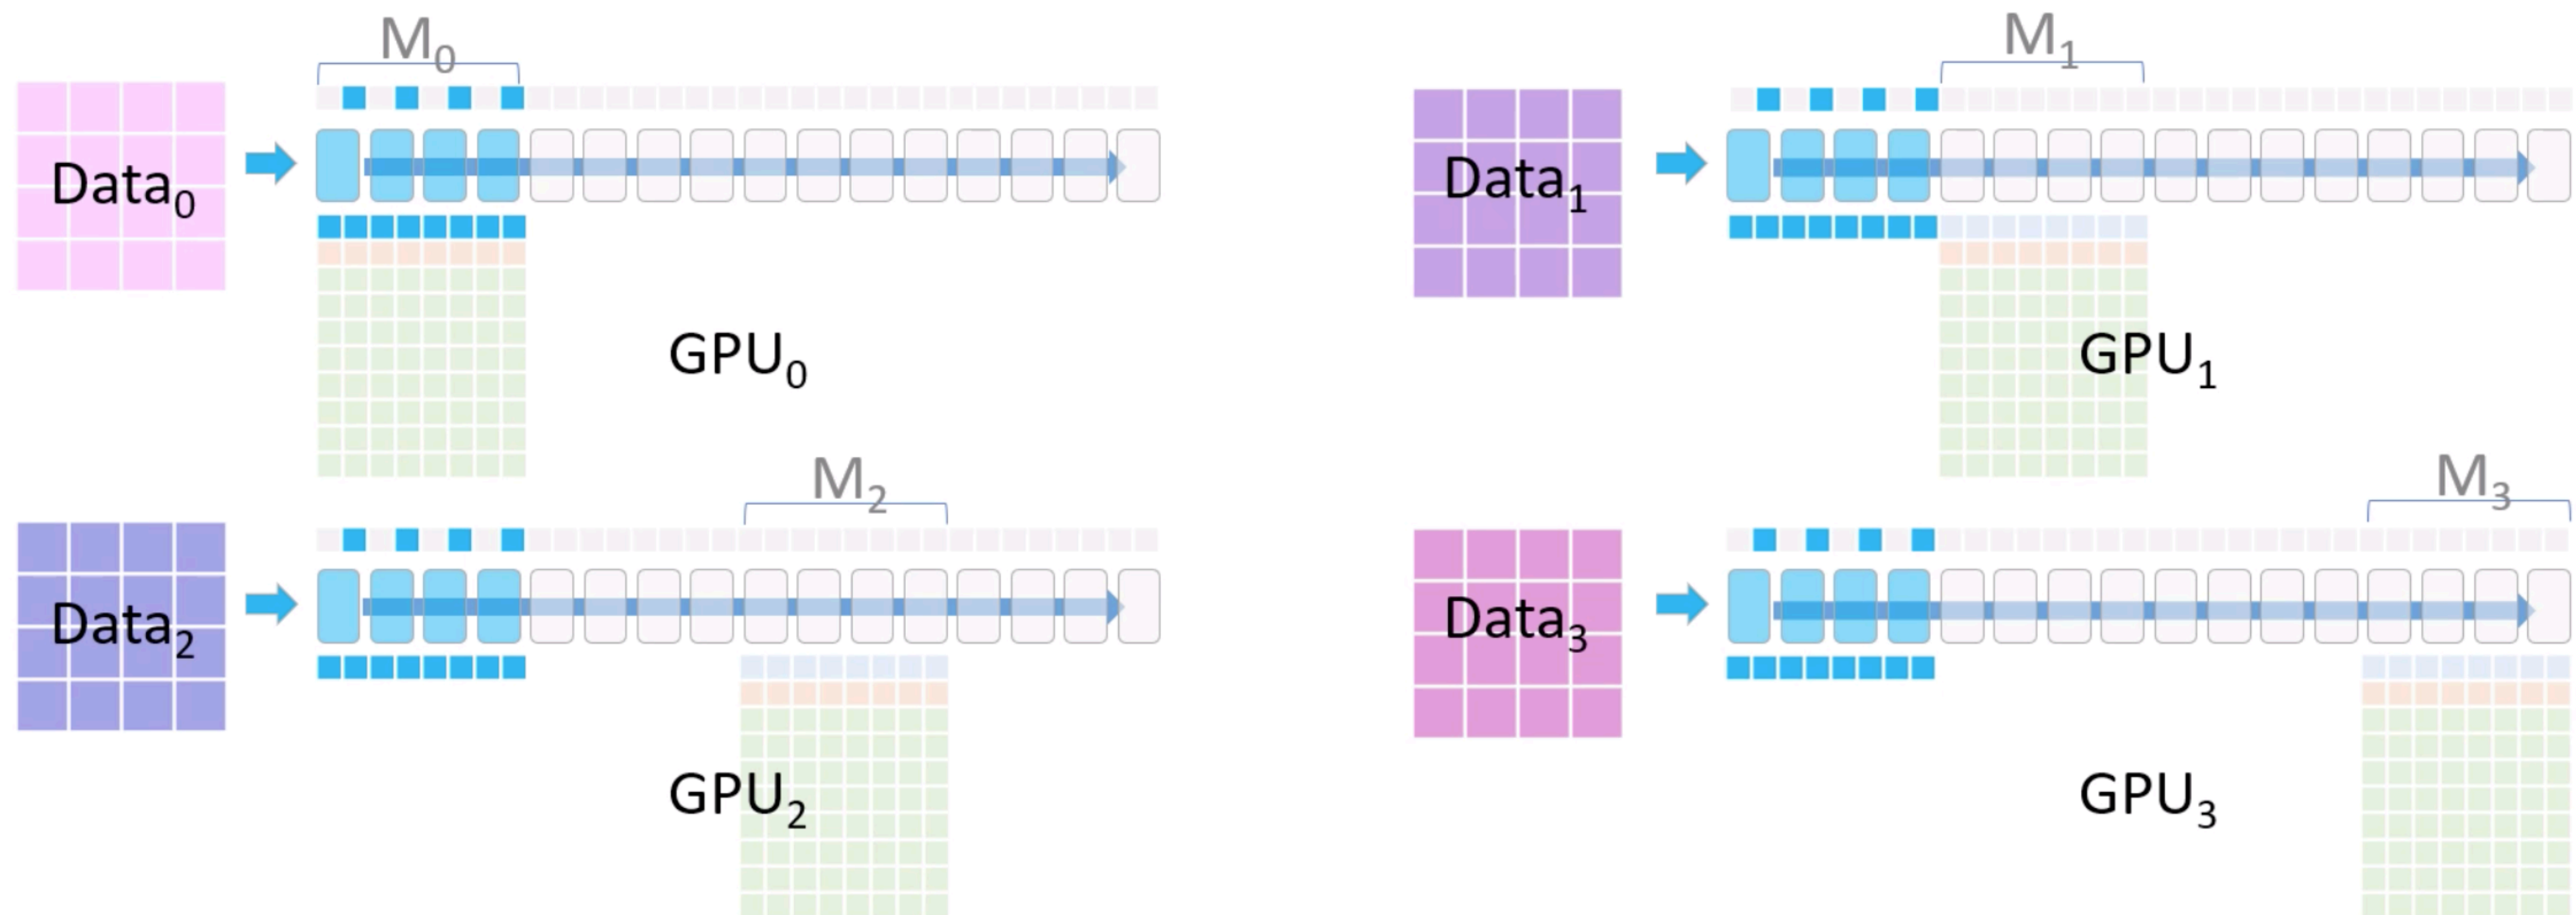 M₀
M₁
Data₀
Data₁
GPU₀
GPU₁
M₂
M₃
Data₂
Data₃
GPU₂
GPU₃